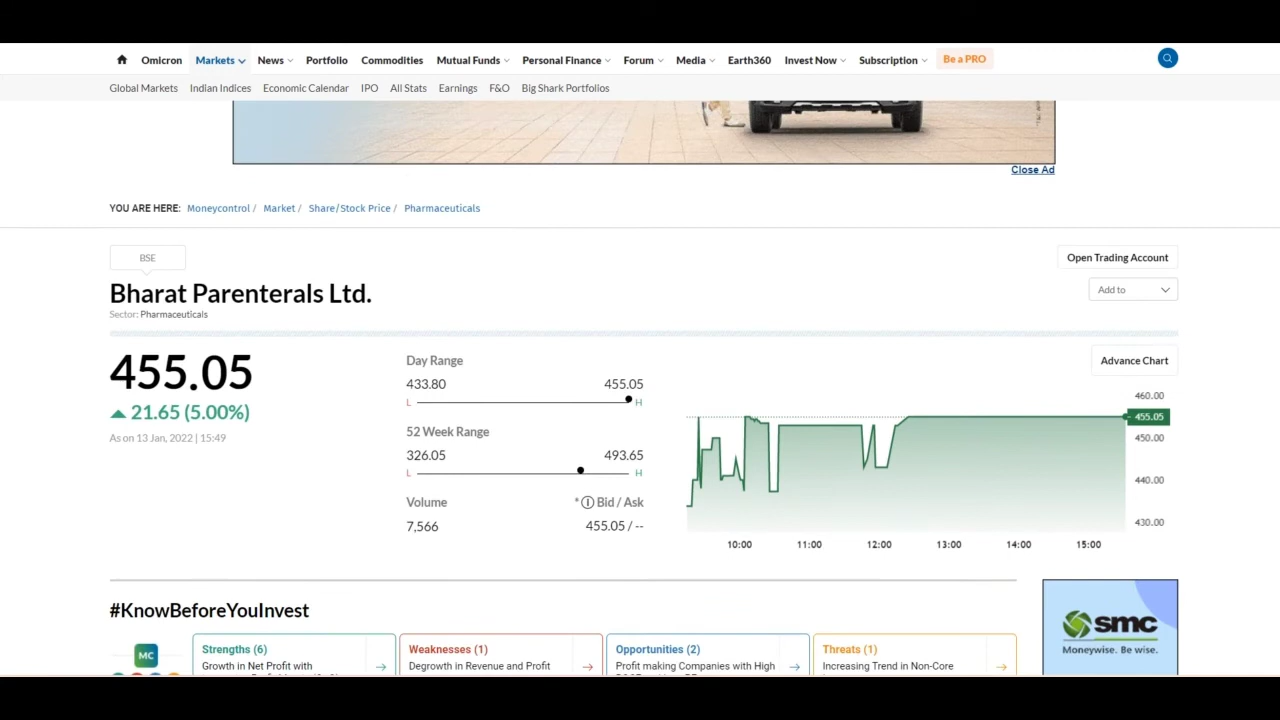 Omicron Markets News Portfolio Commodities Mutual Funds Personal Finance Forum Media Earth360 Invest Now Subscription Be a PRO
Global Markets Indian Indices Economic Calendar IPO All Stats Earnings F&O Big Shark Portfolios
Close Ad
YOU ARE HERE: Moneycontrol / Market / Share/Stock Price / Pharmaceuticals
BSE
Open Trading Account
Bharat Parenterals Ltd.
Add to
Sector: Pharmaceuticals
455.05
21.65 (5.00%)
As on 13 Jan, 2022 | 15:49
Day Range
433.80 455.05
L H
52 Week Range
326.05 493.65
L H
Volume * Bid / Ask
7,566 455.05 / --
Advance Chart
460.00
455.05
450.00
440.00
430.00
10:00 11:00 12:00 13:00 14:00 15:00
#KnowBeforeYouInvest
MC
Strengths (6)
Growth in Net Profit with
Weaknesses (1)
Degrowth in Revenue and Profit
Opportunities (2)
Profit making Companies with High
Threats (1)
Increasing Trend in Non-Core
smc
Moneywise. Be wise.